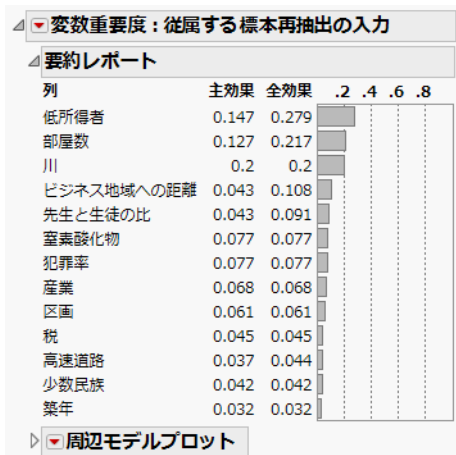 変数重要度：従属する標本再抽出の入力
要約レポート
列 主効果 全効果 .2 .4 .6 .8
低所得者 0.147 0.279
部屋数 0.127 0.217
川 0.2 0.2
ビジネス地域への距離 0.043 0.108
先生と生徒の比 0.043 0.091
窒素酸化物 0.077 0.077
犯罪率 0.077 0.077
産業 0.068 0.068
区画 0.061 0.061
税 0.045 0.045
高速道路 0.037 0.044
少数民族 0.042 0.042
築年 0.032 0.032
周辺モデルプロット